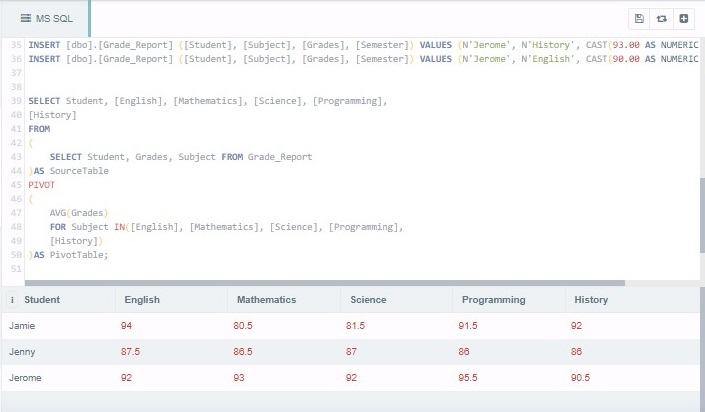 MS SQL
35 INSERT [dbo].[Grade_Report] ([Student], [Subject], [Grades], [Semester]) VALUES (N'Jerome', N'History', CAST(93.00 AS NUMERIC
36 INSERT [dbo].[Grade_Report] ([Student], [Subject], [Grades], [Semester]) VALUES (N'Jerome', N'English', CAST(90.00 AS NUMERIC
37
38
39 SELECT Student, [English], [Mathematics], [Science], [Programming],
40 [History]
41 FROM
42 (
43 SELECT Student, Grades, Subject FROM Grade_Report
44 )AS SourceTable
45 PIVOT
46 (
47 AVG(Grades)
48 FOR Subject IN([English], [Mathematics], [Science], [Programming],
49 [History])
50 )AS PivotTable;
51
i Student English Mathematics Science Programming History
Jamie 94 80.5 81.5 91.5 92
Jenny 87.5 86.5 87 86 86
Jerome 92 93 92 95.5 90.5